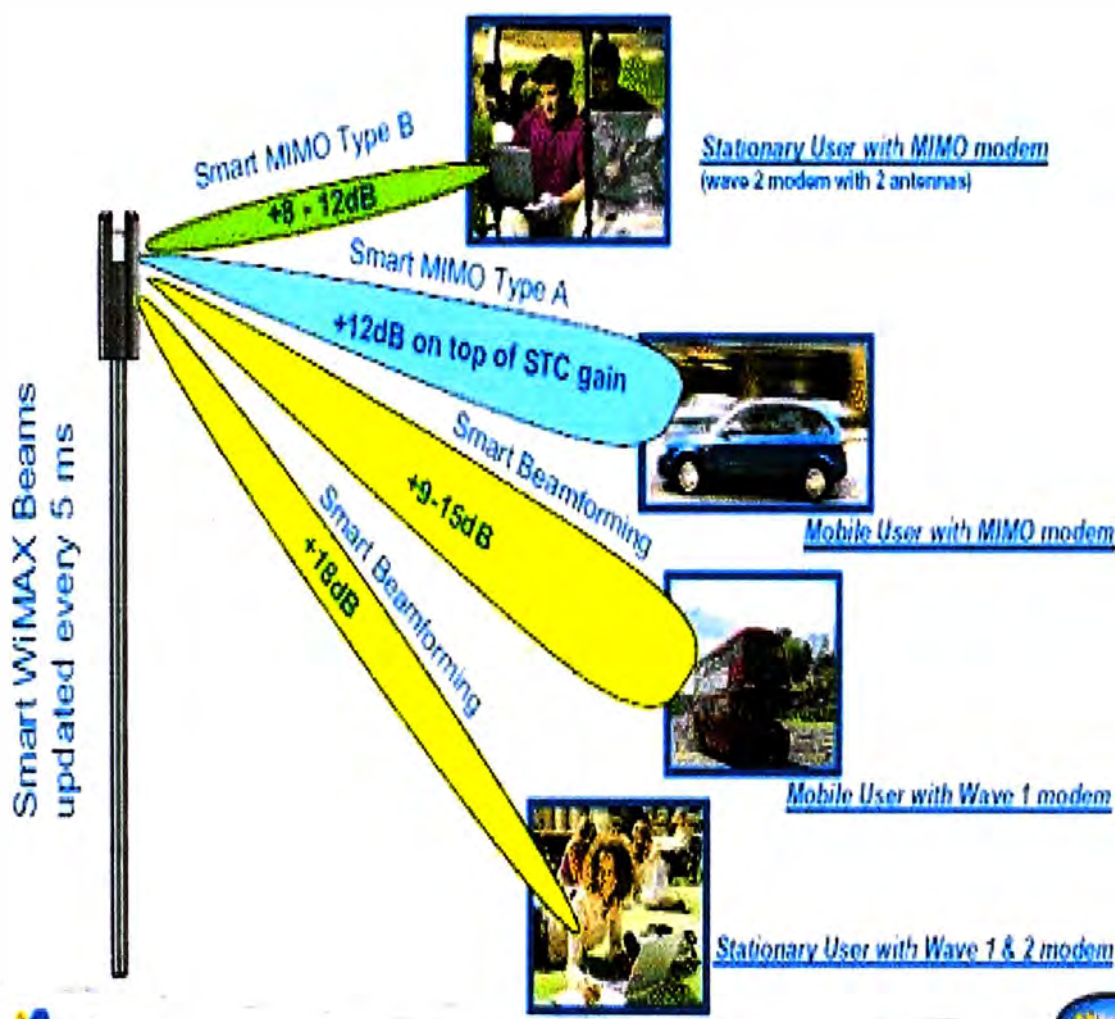 Smart MIMO Type B
+8 - 12dB
Stationary User with MIMO modem
(wave 2 modem with 2 antennas)
Smart MIMO Type A
+12dB on top of STC gain
Mobile User with MIMO modem
Smart Beamforming
+9-15dB
Mobile User with Wave 1 modem
Smart Beamforming
+18dB
Stationary User with Wave 1 & 2 modem
Smart WiMAX Beams
updated every 5 ms